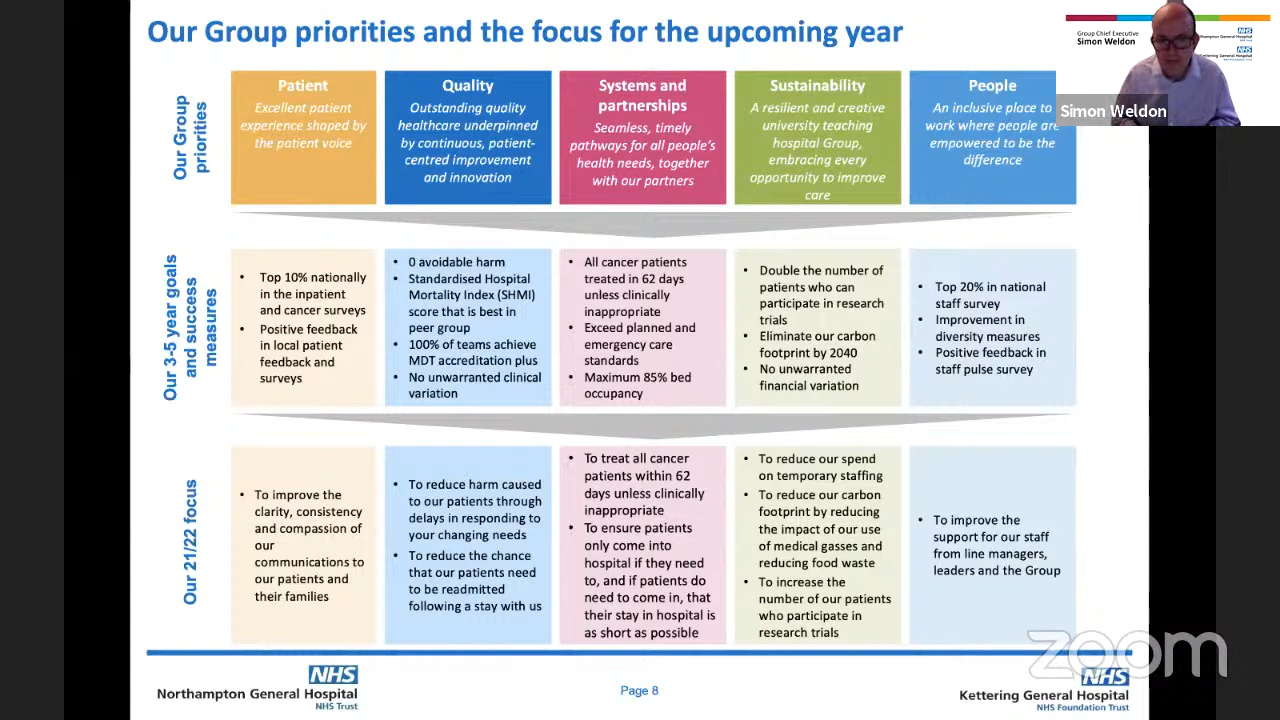 Our Group priorities and the focus for the upcoming year
Group Chief Executive
Simon Weldon
NHS
NHS
Simon Weldon
Our Group
priorities
Patient
Excellent patient
experience shaped by
the patient voice
Quality
Outstanding quality
healthcare underpinned
by continuous, patient-
centred improvement
and innovation
Systems and
partnerships
Seamless, timely
pathways for all people's
health needs, together
with our partners
Sustainability
A resilient and creative
university teaching
hospital Group,
embracing every
opportunity to improve
care
People
An inclusive place to
work where people are
empowered to be the
difference
Our 3-5 year goals
and success
measures
• Top 10% nationally
in the inpatient
and cancer surveys
• Positive feedback
in local patient
feedback and
surveys
• 0 avoidable harm
• Standardised Hospital
Mortality Index (SHMI)
score that is best in
peer group
• 100% of teams achieve
MDT accreditation plus
• No unwarranted clinical
variation
• All cancer patients
treated in 62 days
unless clinically
inappropriate
• Exceed planned and
emergency care
standards
• Maximum 85% bed
occupancy
• Double the number of
patients who can
participate in research
trials
• Eliminate our carbon
footprint by 2040
• No unwarranted
financial variation
• Top 20% in national
staff survey
• Improvement in
diversity measures
• Positive feedback in
staff pulse survey
Our 21/22 focus
• To improve the
clarity, consistency
and compassion of
our
communications to
our patients and
their families
• To reduce harm caused
to our patients through
delays in responding to
your changing needs
• To reduce the chance
that our patients need
to be readmitted
following a stay with us
• To treat all cancer
patients within 62
days unless clinically
inappropriate
• To ensure patients
only come into
hospital if they need
to, and if patients do
need to come in, that
their stay in hospital is
as short as possible
• To reduce our spend
on temporary staffing
• To reduce our carbon
footprint by reducing
the impact of our use
of medical gasses and
reducing food waste
• To increase the
number of our patients
who participate in
research trials
• To improve the
support for our staff
from line managers,
leaders and the Group
zoom
NHS
Northampton General Hospital
NHS Trust
Page 8
NHS
Kettering General Hospital
NHS Foundation Trust